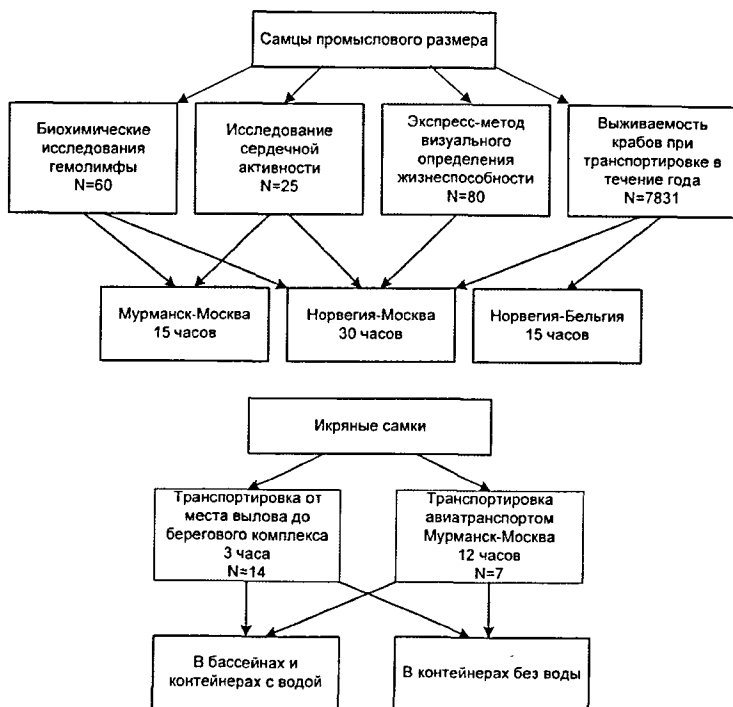 Самцы промыслового размера
Биохимические
исследования
гемолимфы
N=60
Исследование
сердечной
активности
N=25
Экспресс-метод
визуального
определения
жизнеспособности
N=80
Выживаемость
крабов при
транспортировке в
течение года
N=7831
Мурманск-Москва
15 часов
Норвегия-Москва
30 часов
Норвегия-Бельгия
15 часов
Икряные самки
Транспортировка от
места вылова до
берегового комплекса
3 часа
N=14
Транспортировка
авиатранспортом
Мурманск-Москва
12 часов
N=7
В бассейнах и
контейнерах с водой
В контейнерах без воды